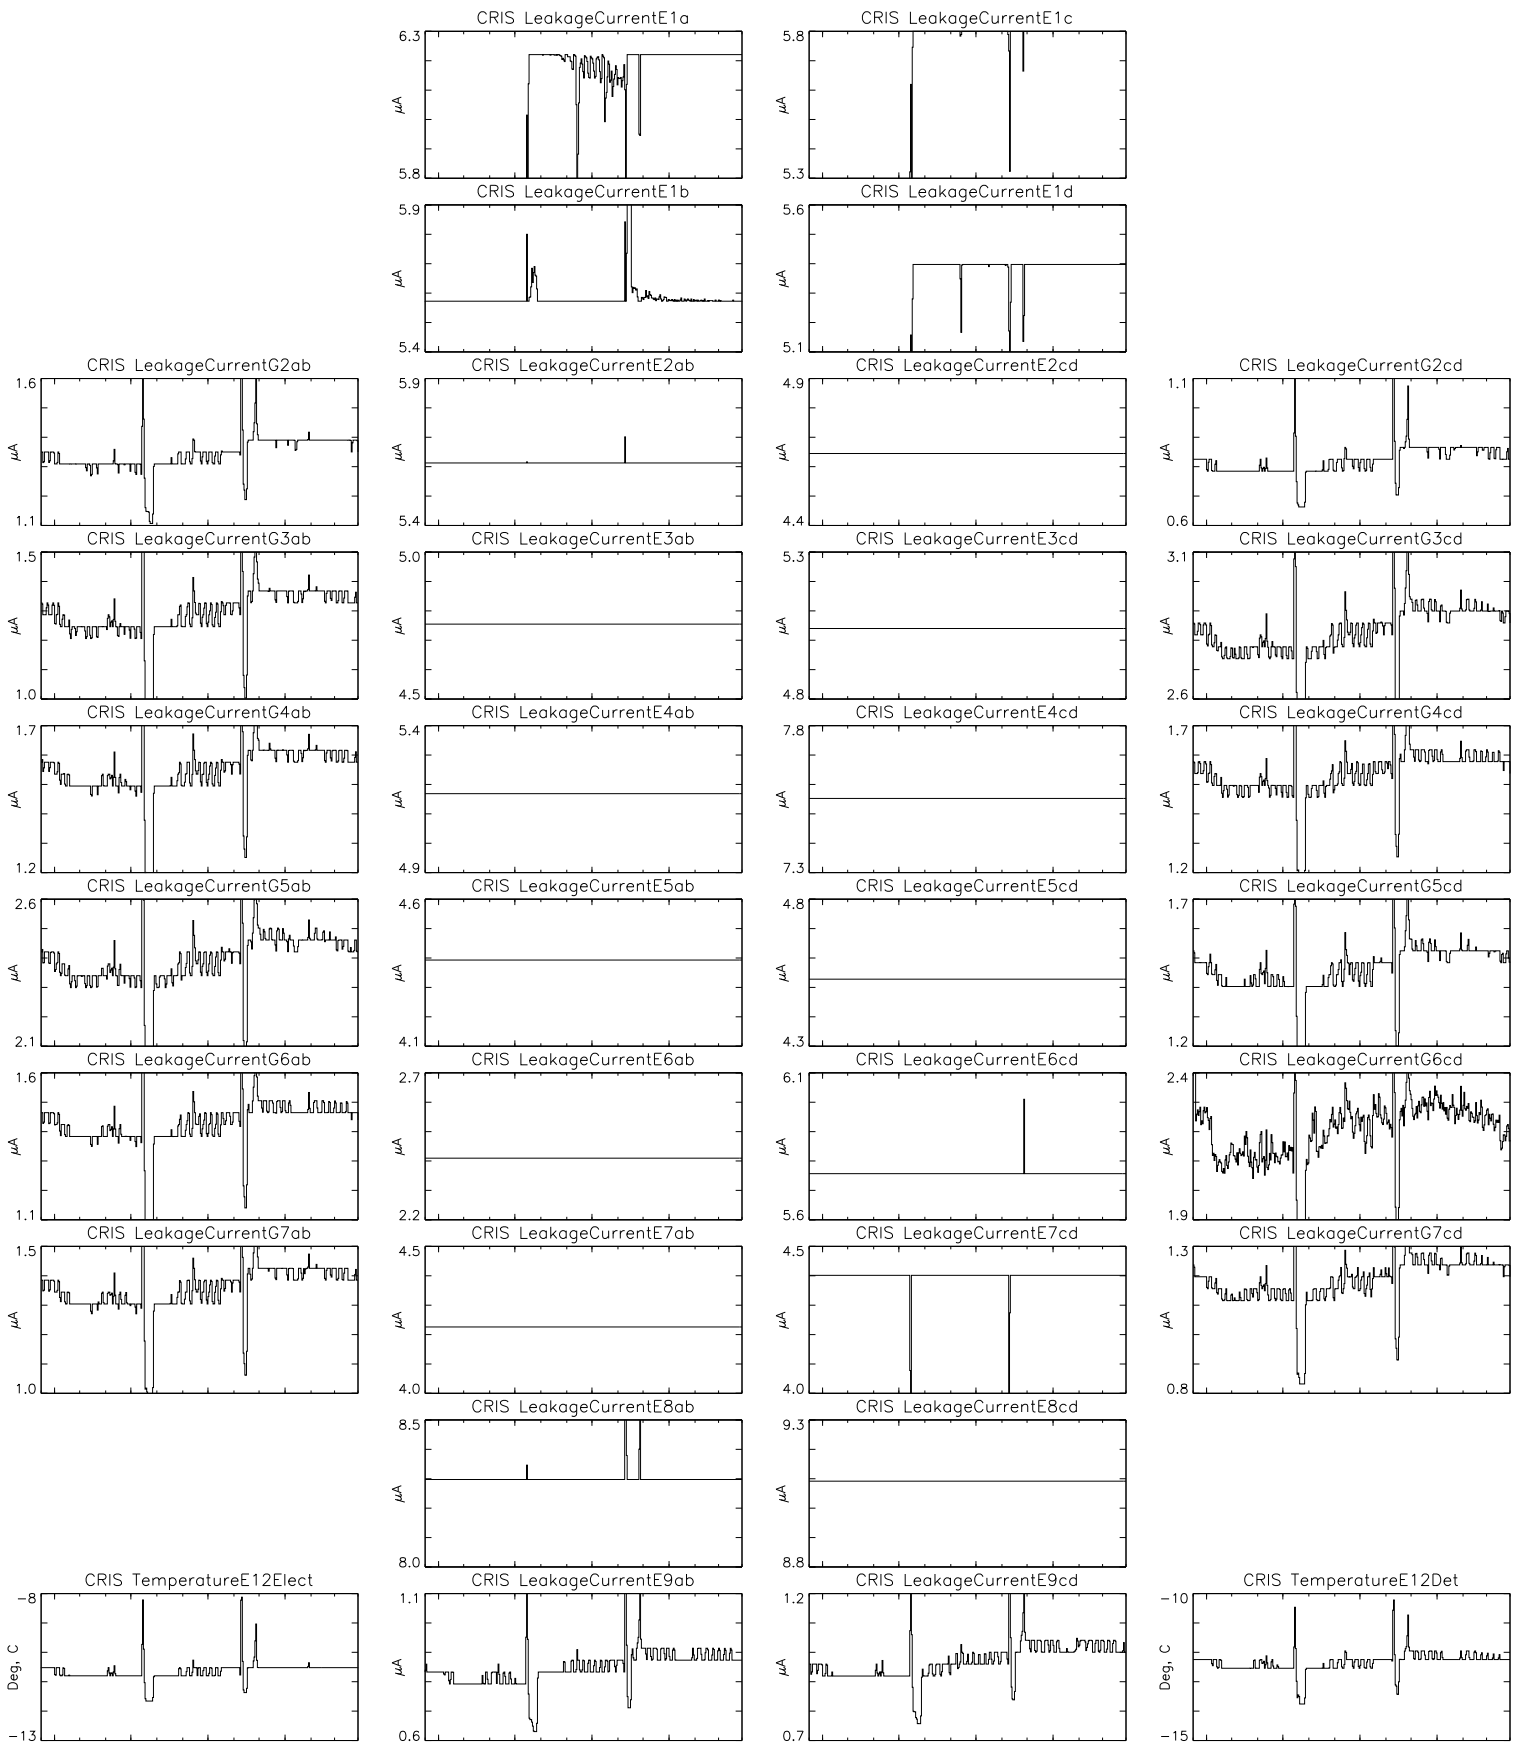 CRIS LeakageCurrentE1a
6.3
μA
5.8
CRIS LeakageCurrentE1c
5.8
μA
5.3
CRIS LeakageCurrentE1b
5.9
μA
5.4
CRIS LeakageCurrentE1d
5.6
μA
5.1
CRIS LeakageCurrentG2ab
1.6
μA
1.1
CRIS LeakageCurrentE2ab
5.9
μA
5.4
CRIS LeakageCurrentE2cd
4.9
μA
4.4
CRIS LeakageCurrentG2cd
1.1
μA
0.6
CRIS LeakageCurrentG3ab
1.5
μA
1.0
CRIS LeakageCurrentE3ab
5.0
μA
4.5
CRIS LeakageCurrentE3cd
5.3
μA
4.8
CRIS LeakageCurrentG3cd
3.1
μA
2.6
CRIS LeakageCurrentG4ab
1.7
μA
1.2
CRIS LeakageCurrentE4ab
5.4
μA
4.9
CRIS LeakageCurrentE4cd
7.8
μA
7.3
CRIS LeakageCurrentG4cd
1.7
μA
1.2
CRIS LeakageCurrentG5ab
2.6
μA
2.1
CRIS LeakageCurrentE5ab
4.6
μA
4.1
CRIS LeakageCurrentE5cd
4.8
μA
4.3
CRIS LeakageCurrentG5cd
1.7
μA
1.2
CRIS LeakageCurrentG6ab
1.6
μA
1.1
CRIS LeakageCurrentE6ab
2.7
μA
2.2
CRIS LeakageCurrentE6cd
6.1
μA
5.6
CRIS LeakageCurrentG6cd
2.4
μA
1.9
CRIS LeakageCurrentG7ab
1.5
μA
1.0
CRIS LeakageCurrentE7ab
4.5
μA
4.0
CRIS LeakageCurrentE7cd
4.5
μA
4.0
CRIS LeakageCurrentG7cd
1.3
μA
0.8
CRIS LeakageCurrentE8ab
8.5
μA
8.0
CRIS LeakageCurrentE8cd
9.3
μA
8.8
CRIS TemperatureE12Elect
-8
Deg, C
-13
CRIS LeakageCurrentE9ab
1.1
μA
0.6
CRIS LeakageCurrentE9cd
1.2
μA
0.7
CRIS TemperatureE12Det
-10
Deg, C
-15